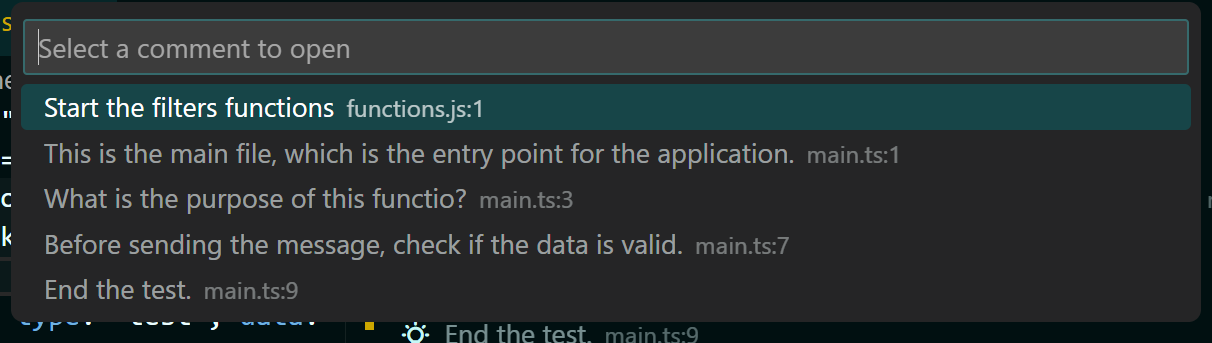 Select a comment to open
Start the filters functions functions.js:1
This is the main file, which is the entry point for the application. main.ts:1
What is the purpose of this functio? main.ts:3
Before sending the message, check if the data is valid. main.ts:7
End the test. main.ts:9
End the test. main.ts:9